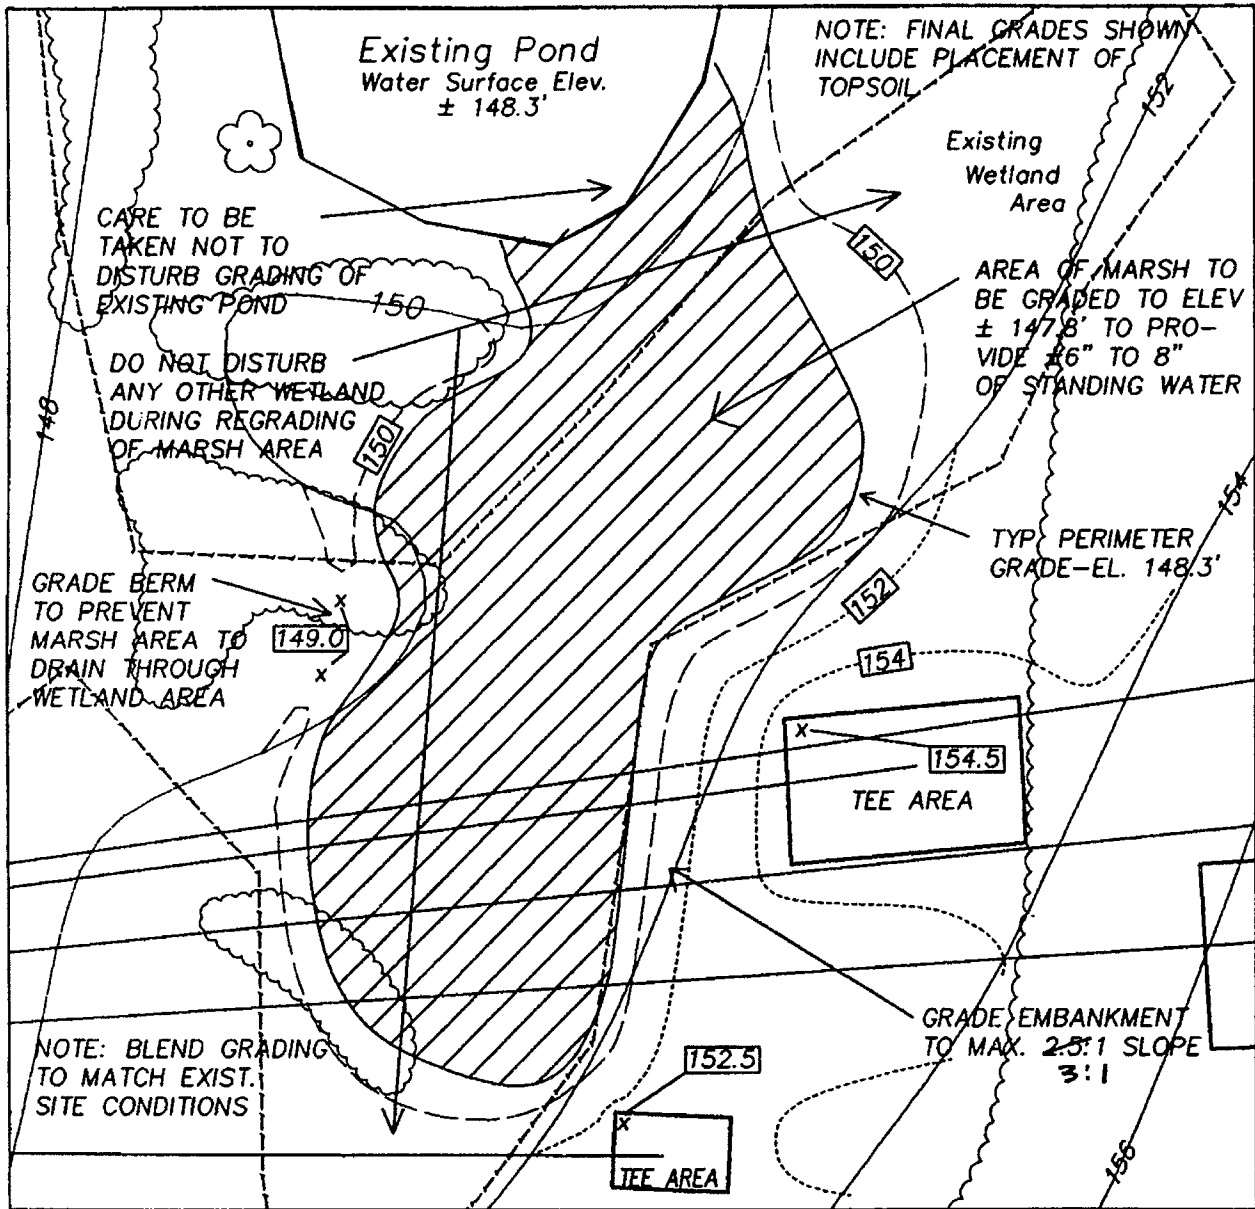 Existing Pond
Water Surface Elev.
± 148.3'
NOTE: FINAL GRADES SHOWN
INCLUDE PLACEMENT OF
TOPSOIL
152
Existing
Wetland
Area
CARE TO BE
TAKEN NOT TO
DISTURB GRADING OF
EXISTING POND
150
150
AREA OF MARSH TO
BE GRADED TO ELEV
± 147.8' TO PRO-
VIDE ±6" TO 8"
OF STANDING WATER
DO NOT DISTURB
ANY OTHER WETLAND
DURING REGRADING
OF MARSH AREA
148
150
154
TYP. PERIMETER
GRADE-EL. 148.3'
GRADE BERM
TO PREVENT
MARSH AREA TO
DRAIN THROUGH
WETLAND AREA
x
149.0
x
152
154
x
154.5
TEE AREA
GRADE EMBANKMENT
TO MAX. 2.5:1 SLOPE
3:1
NOTE: BLEND GRADING
TO MATCH EXIST.
SITE CONDITIONS
152.5
x
TEE AREA
156